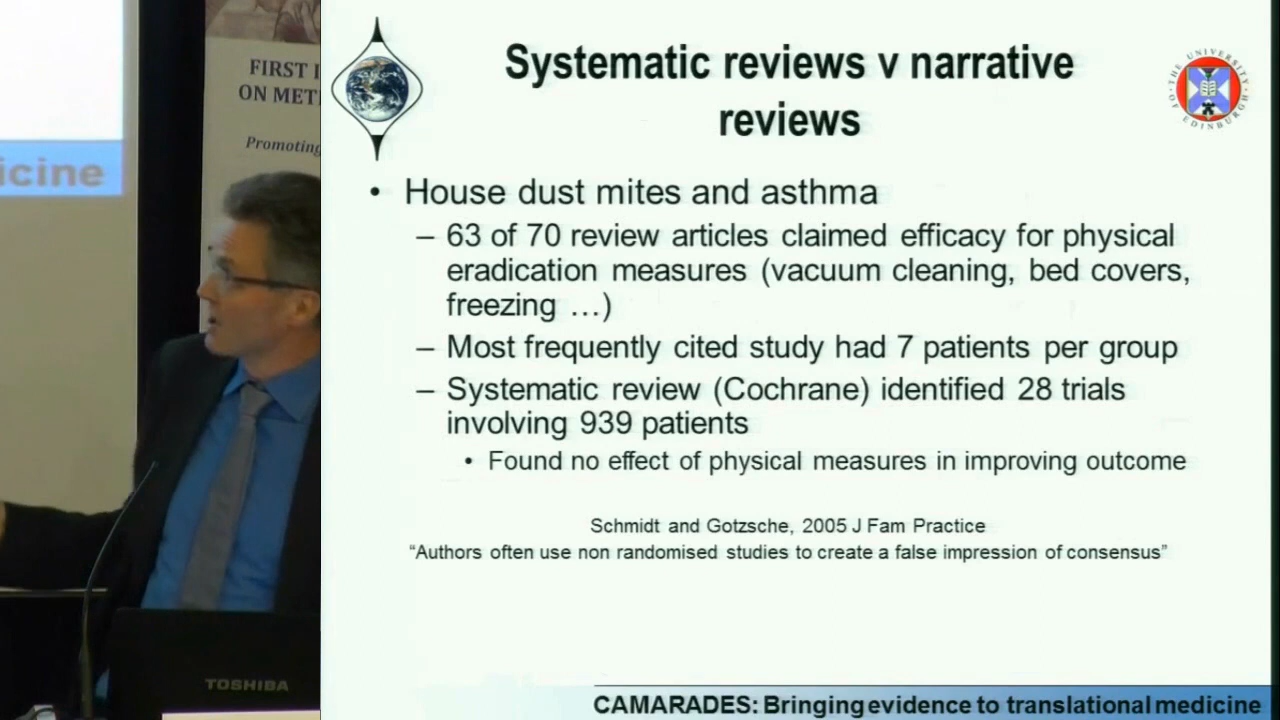 icine
FIRST I
ON MET
Promoting
TOSHIBA
Systematic reviews v narrative
reviews
THE UNIVERSITY OF EDINBURGH
• House dust mites and asthma
– 63 of 70 review articles claimed efficacy for physical
eradication measures (vacuum cleaning, bed covers,
freezing …)
– Most frequently cited study had 7 patients per group
– Systematic review (Cochrane) identified 28 trials
involving 939 patients
• Found no effect of physical measures in improving outcome
Schmidt and Gotzsche, 2005 J Fam Practice
“Authors often use non randomised studies to create a false impression of consensus”
CAMARADES: Bringing evidence to translational medicine